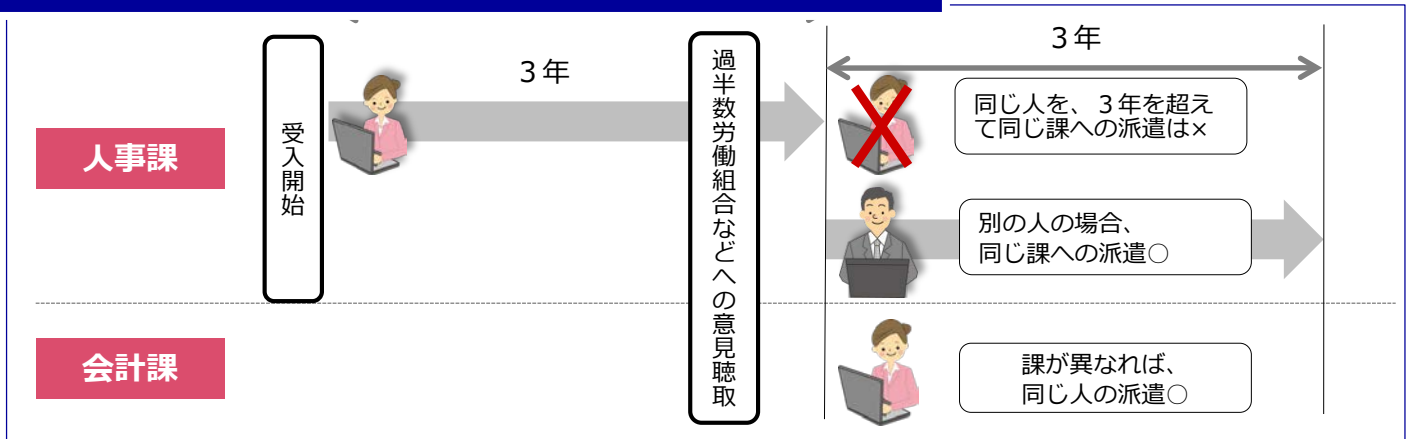 ３年
３年
受入開始
過半数労働組合などへの意見聴取
人事課
同じ人を、３年を超え
て同じ課への派遣は×
別の人の場合、
同じ課への派遣○
会計課
課が異なれば、
同じ人の派遣○